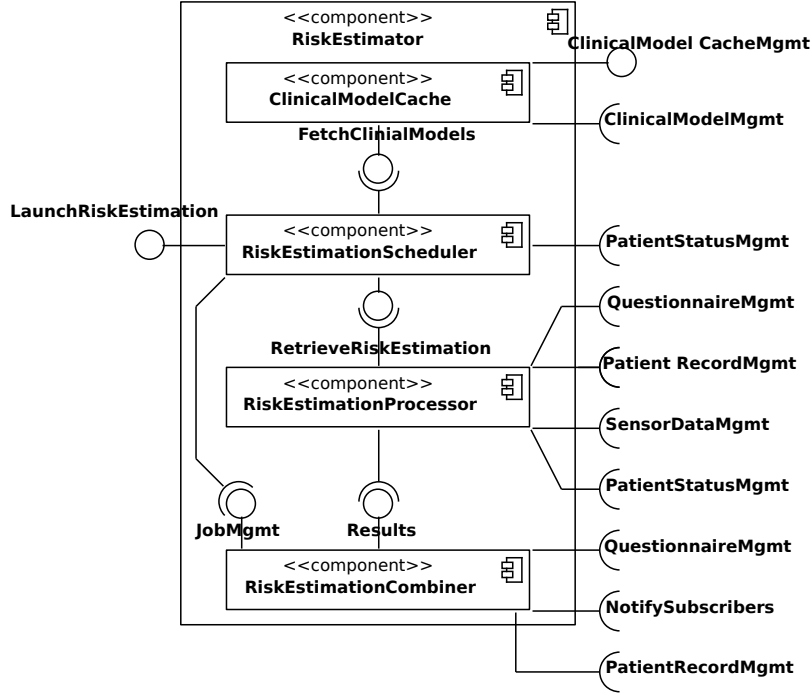 <<component>>
RiskEstimator
ClinicalModel CacheMgmt
<<component>>
ClinicalModelCache
ClinicalModelMgmt
FetchClinialModels
LaunchRiskEstimation
<<component>>
RiskEstimationScheduler
PatientStatusMgmt
QuestionnaireMgmt
RetrieveRiskEstimation
Patient RecordMgmt
<<component>>
RiskEstimationProcessor
SensorDataMgmt
PatientStatusMgmt
JobMgmt
Results
QuestionnaireMgmt
<<component>>
RiskEstimationCombiner
NotifySubscribers
PatientRecordMgmt